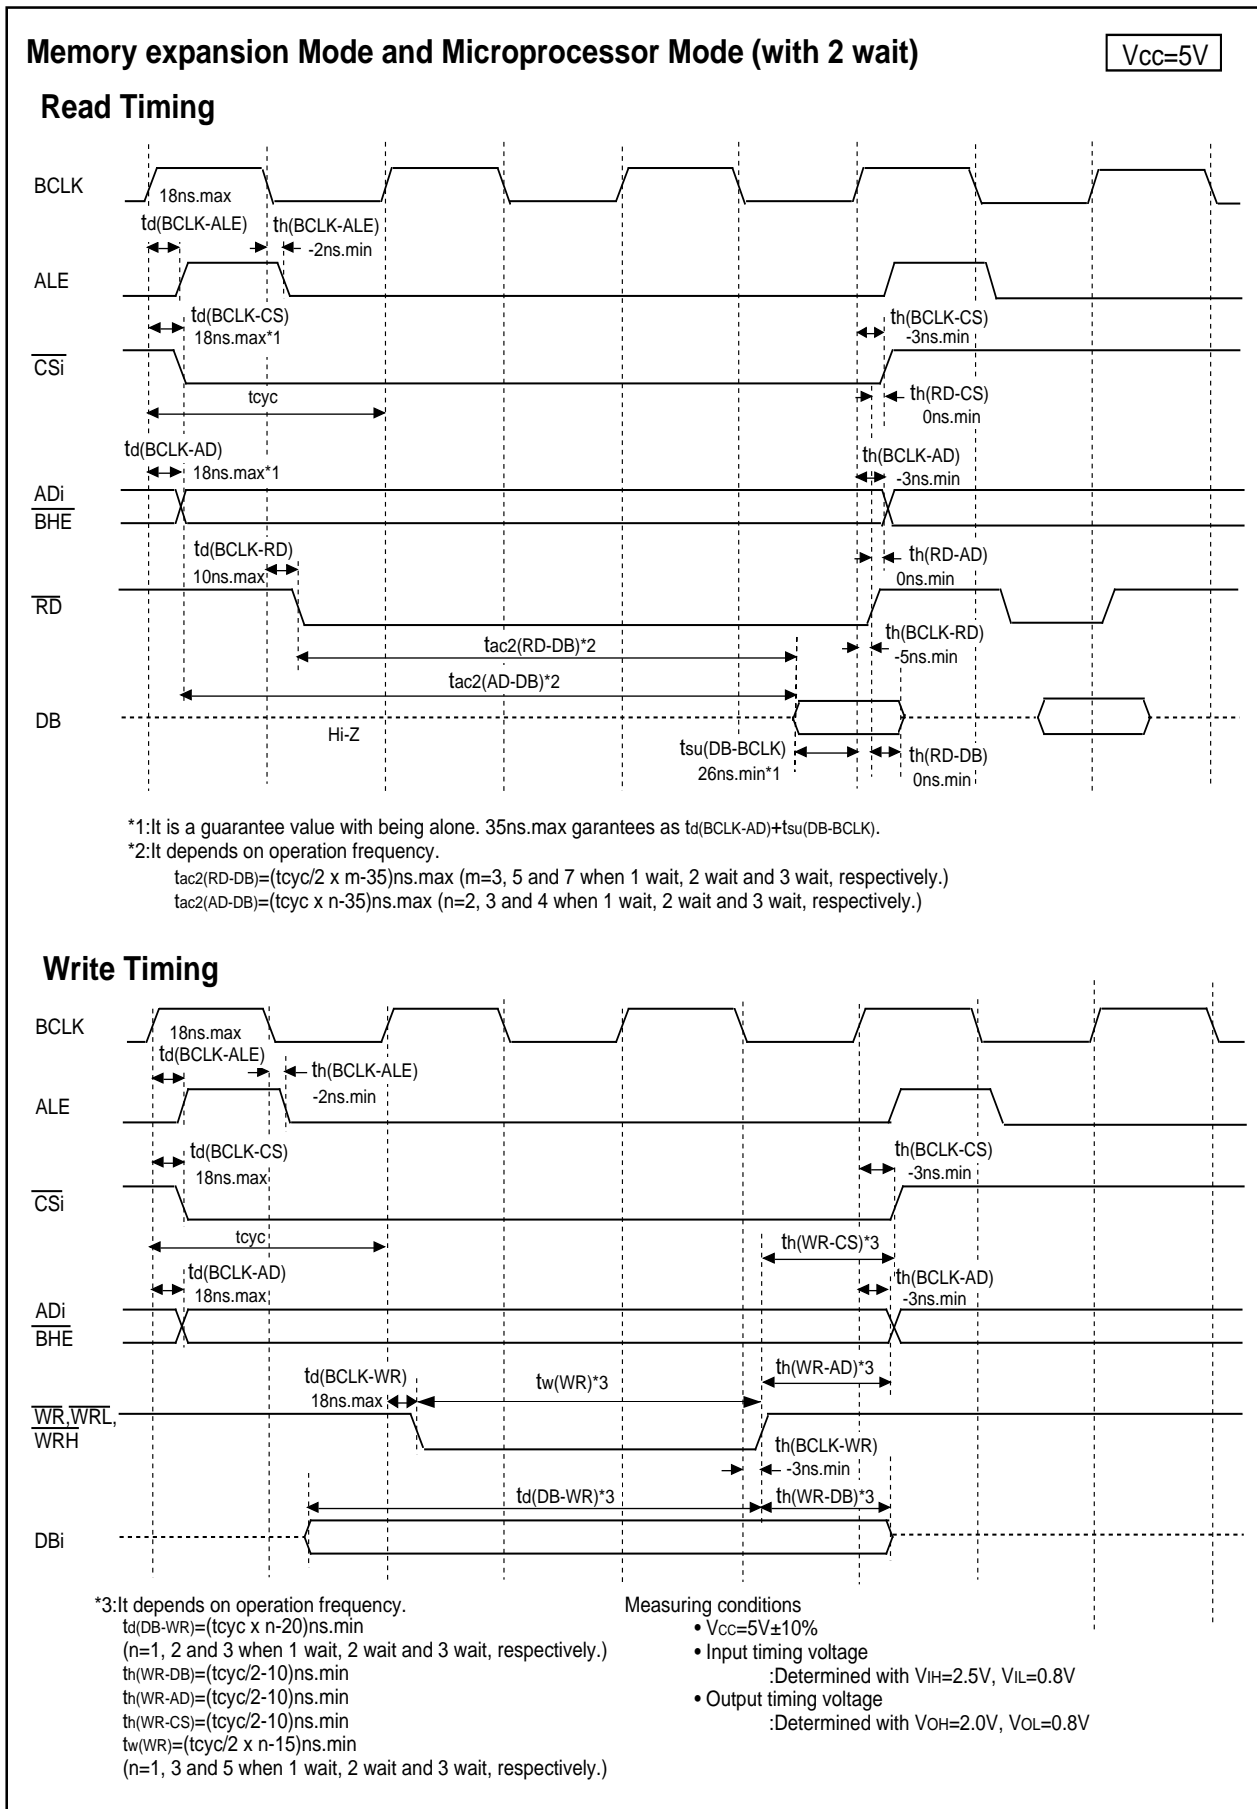 Memory expansion Mode and Microprocessor Mode (with 2 wait)
Vcc=5V
Read Timing
BCLK
18ns.max
td(BCLK-ALE)
th(BCLK-ALE)
-2ns.min
ALE
td(BCLK-CS)
18ns.max*1
th(BCLK-CS)
-3ns.min
CSi
tcyc
th(RD-CS)
0ns.min
td(BCLK-AD)
18ns.max*1
th(BCLK-AD)
-3ns.min
ADi
BHE
td(BCLK-RD)
10ns.max
th(RD-AD)
0ns.min
RD
tac2(RD-DB)*2
th(BCLK-RD)
-5ns.min
tac2(AD-DB)*2
DB
Hi-Z
tsu(DB-BCLK)
26ns.min*1
th(RD-DB)
0ns.min
*1:It is a guarantee value with being alone. 35ns.max garantees as td(BCLK-AD)+tsu(DB-BCLK).
*2:It depends on operation frequency.
tac2(RD-DB)=(tcyc/2 x m-35)ns.max (m=3, 5 and 7 when 1 wait, 2 wait and 3 wait, respectively.)
tac2(AD-DB)=(tcyc x n-35)ns.max (n=2, 3 and 4 when 1 wait, 2 wait and 3 wait, respectively.)
Write Timing
BCLK
18ns.max
td(BCLK-ALE)
th(BCLK-ALE)
-2ns.min
ALE
td(BCLK-CS)
18ns.max
th(BCLK-CS)
-3ns.min
CSi
tcyc
th(WR-CS)*3
td(BCLK-AD)
18ns.max
th(BCLK-AD)
-3ns.min
ADi
BHE
td(BCLK-WR)
18ns.max
tw(WR)*3
th(WR-AD)*3
WR,WRL,
WRH
th(BCLK-WR)
-3ns.min
td(DB-WR)*3
th(WR-DB)*3
DBi
*3:It depends on operation frequency.
td(DB-WR)=(tcyc x n-20)ns.min
(n=1, 2 and 3 when 1 wait, 2 wait and 3 wait, respectively.)
th(WR-DB)=(tcyc/2-10)ns.min
th(WR-AD)=(tcyc/2-10)ns.min
th(WR-CS)=(tcyc/2-10)ns.min
tw(WR)=(tcyc/2 x n-15)ns.min
(n=1, 3 and 5 when 1 wait, 2 wait and 3 wait, respectively.)
Measuring conditions
• VCC=5V±10%
• Input timing voltage
:Determined with VIH=2.5V, VIL=0.8V
• Output timing voltage
:Determined with VOH=2.0V, VOL=0.8V